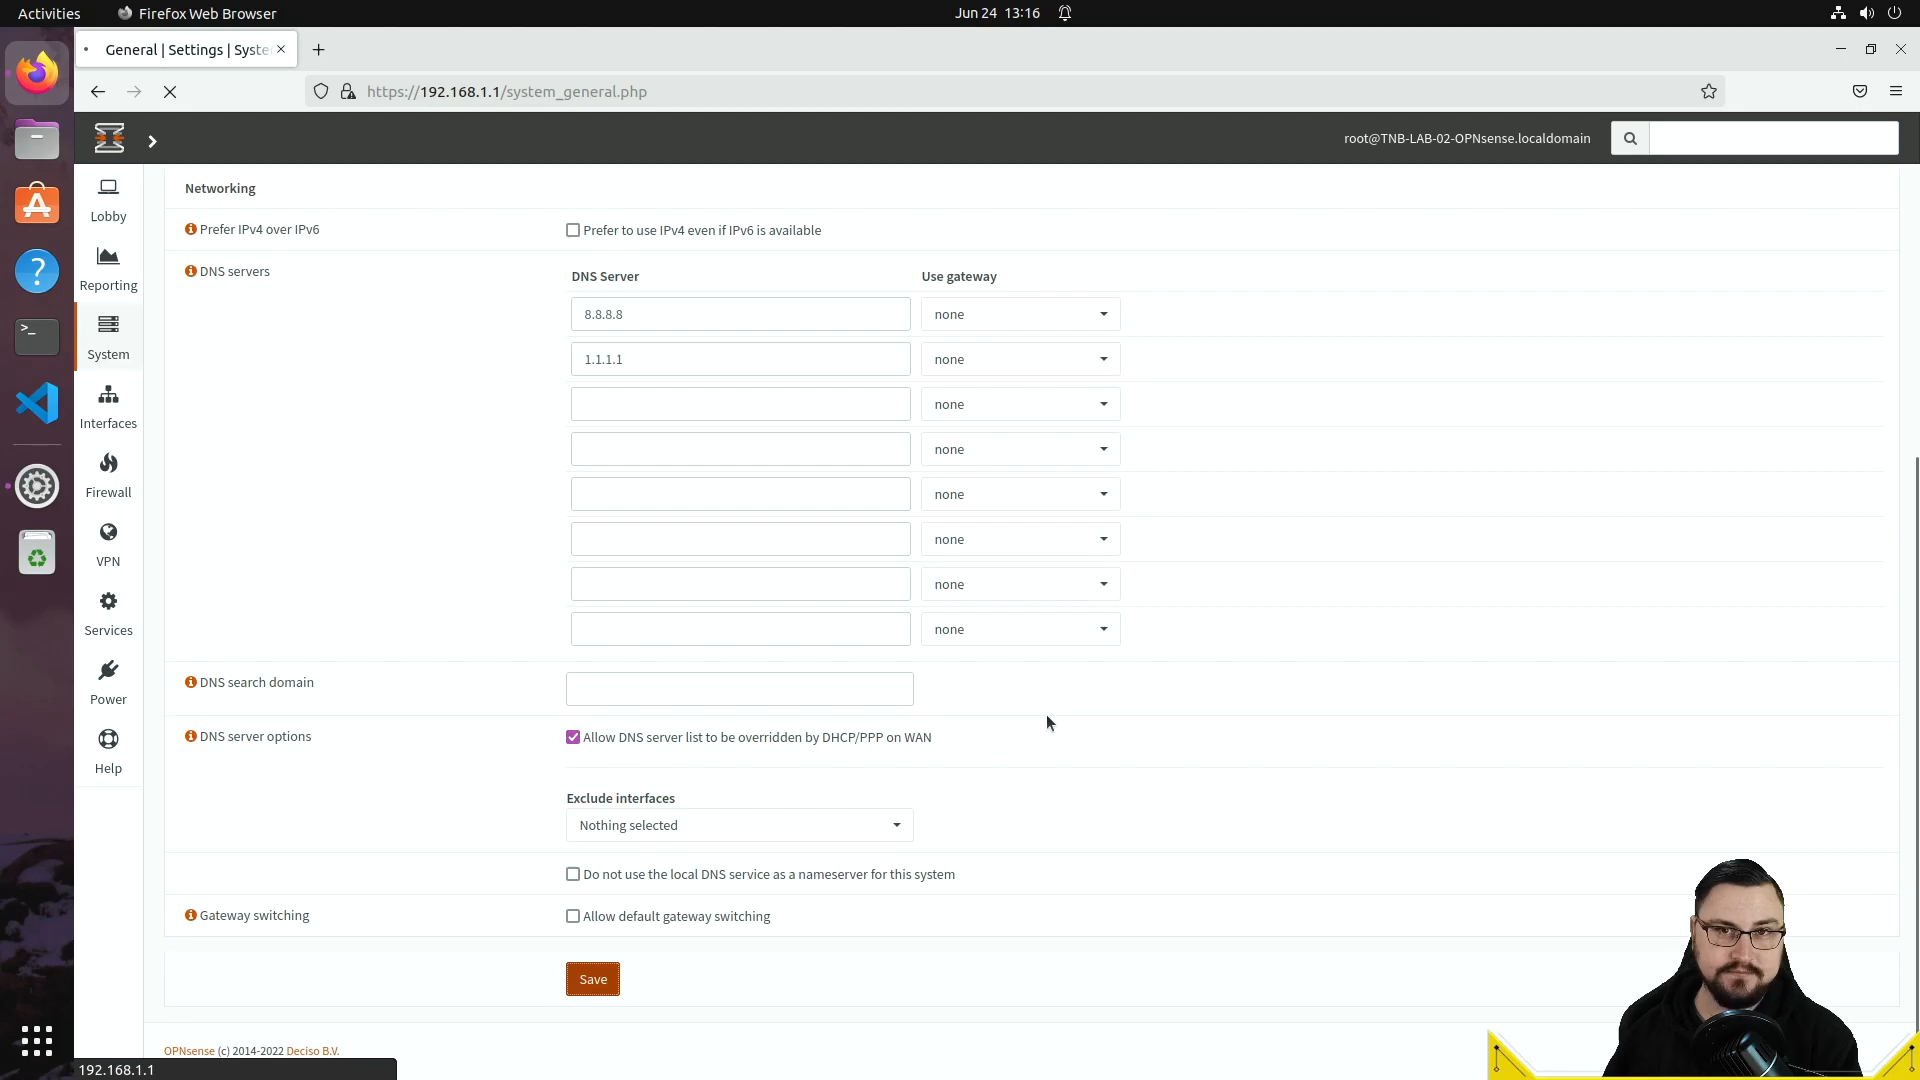 Activities
Firefox Web Browser
Jun 24 13:16
General | Settings | Syste
https://192.168.1.1/system_general.php
root@TNB-LAB-02-OPNsense.localdomain
Lobby
Reporting
System
Interfaces
Firewall
VPN
Services
Power
Help
Networking
Prefer IPv4 over IPv6
Prefer to use IPv4 even if IPv6 is available
DNS servers
DNS Server Use gateway
8.8.8.8 none
1.1.1.1 none
none
none
none
none
none
none
DNS search domain
DNS server options
Allow DNS server list to be overridden by DHCP/PPP on WAN
Exclude interfaces
Nothing selected
Do not use the local DNS service as a nameserver for this system
Gateway switching
Allow default gateway switching
Save
OPNsense (c) 2014-2022 Deciso B.V.
192.168.1.1